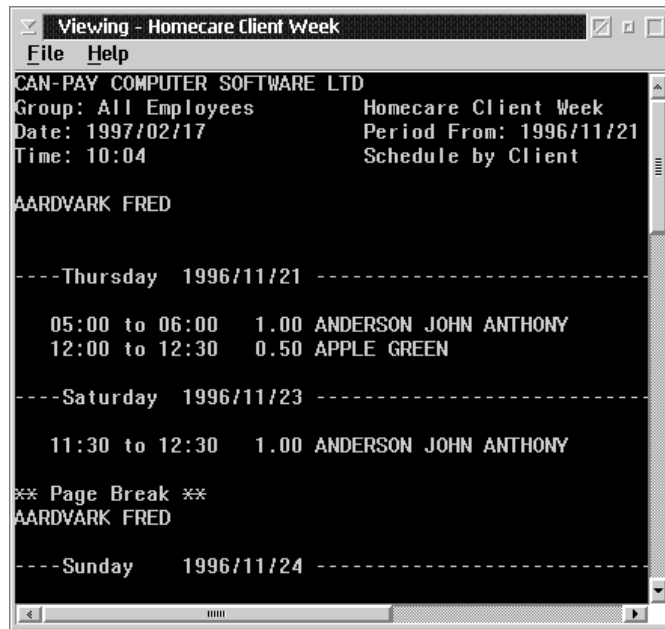 Viewing - Homecare Client Week
File Help
CAN-PAY COMPUTER SOFTWARE LTD
Group: All Employees Homecare Client Week
Date: 1997/02/17 Period From: 1996/11/21
Time: 10:04 Schedule by Client
AARDVARK FRED
----Thursday 1996/11/21 ----------------------------
05:00 to 06:00 1.00 ANDERSON JOHN ANTHONY
12:00 to 12:30 0.50 APPLE GREEN
----Saturday 1996/11/23 ----------------------------
11:30 to 12:30 1.00 ANDERSON JOHN ANTHONY
** Page Break **
AARDVARK FRED
----Sunday 1996/11/24 ----------------------------